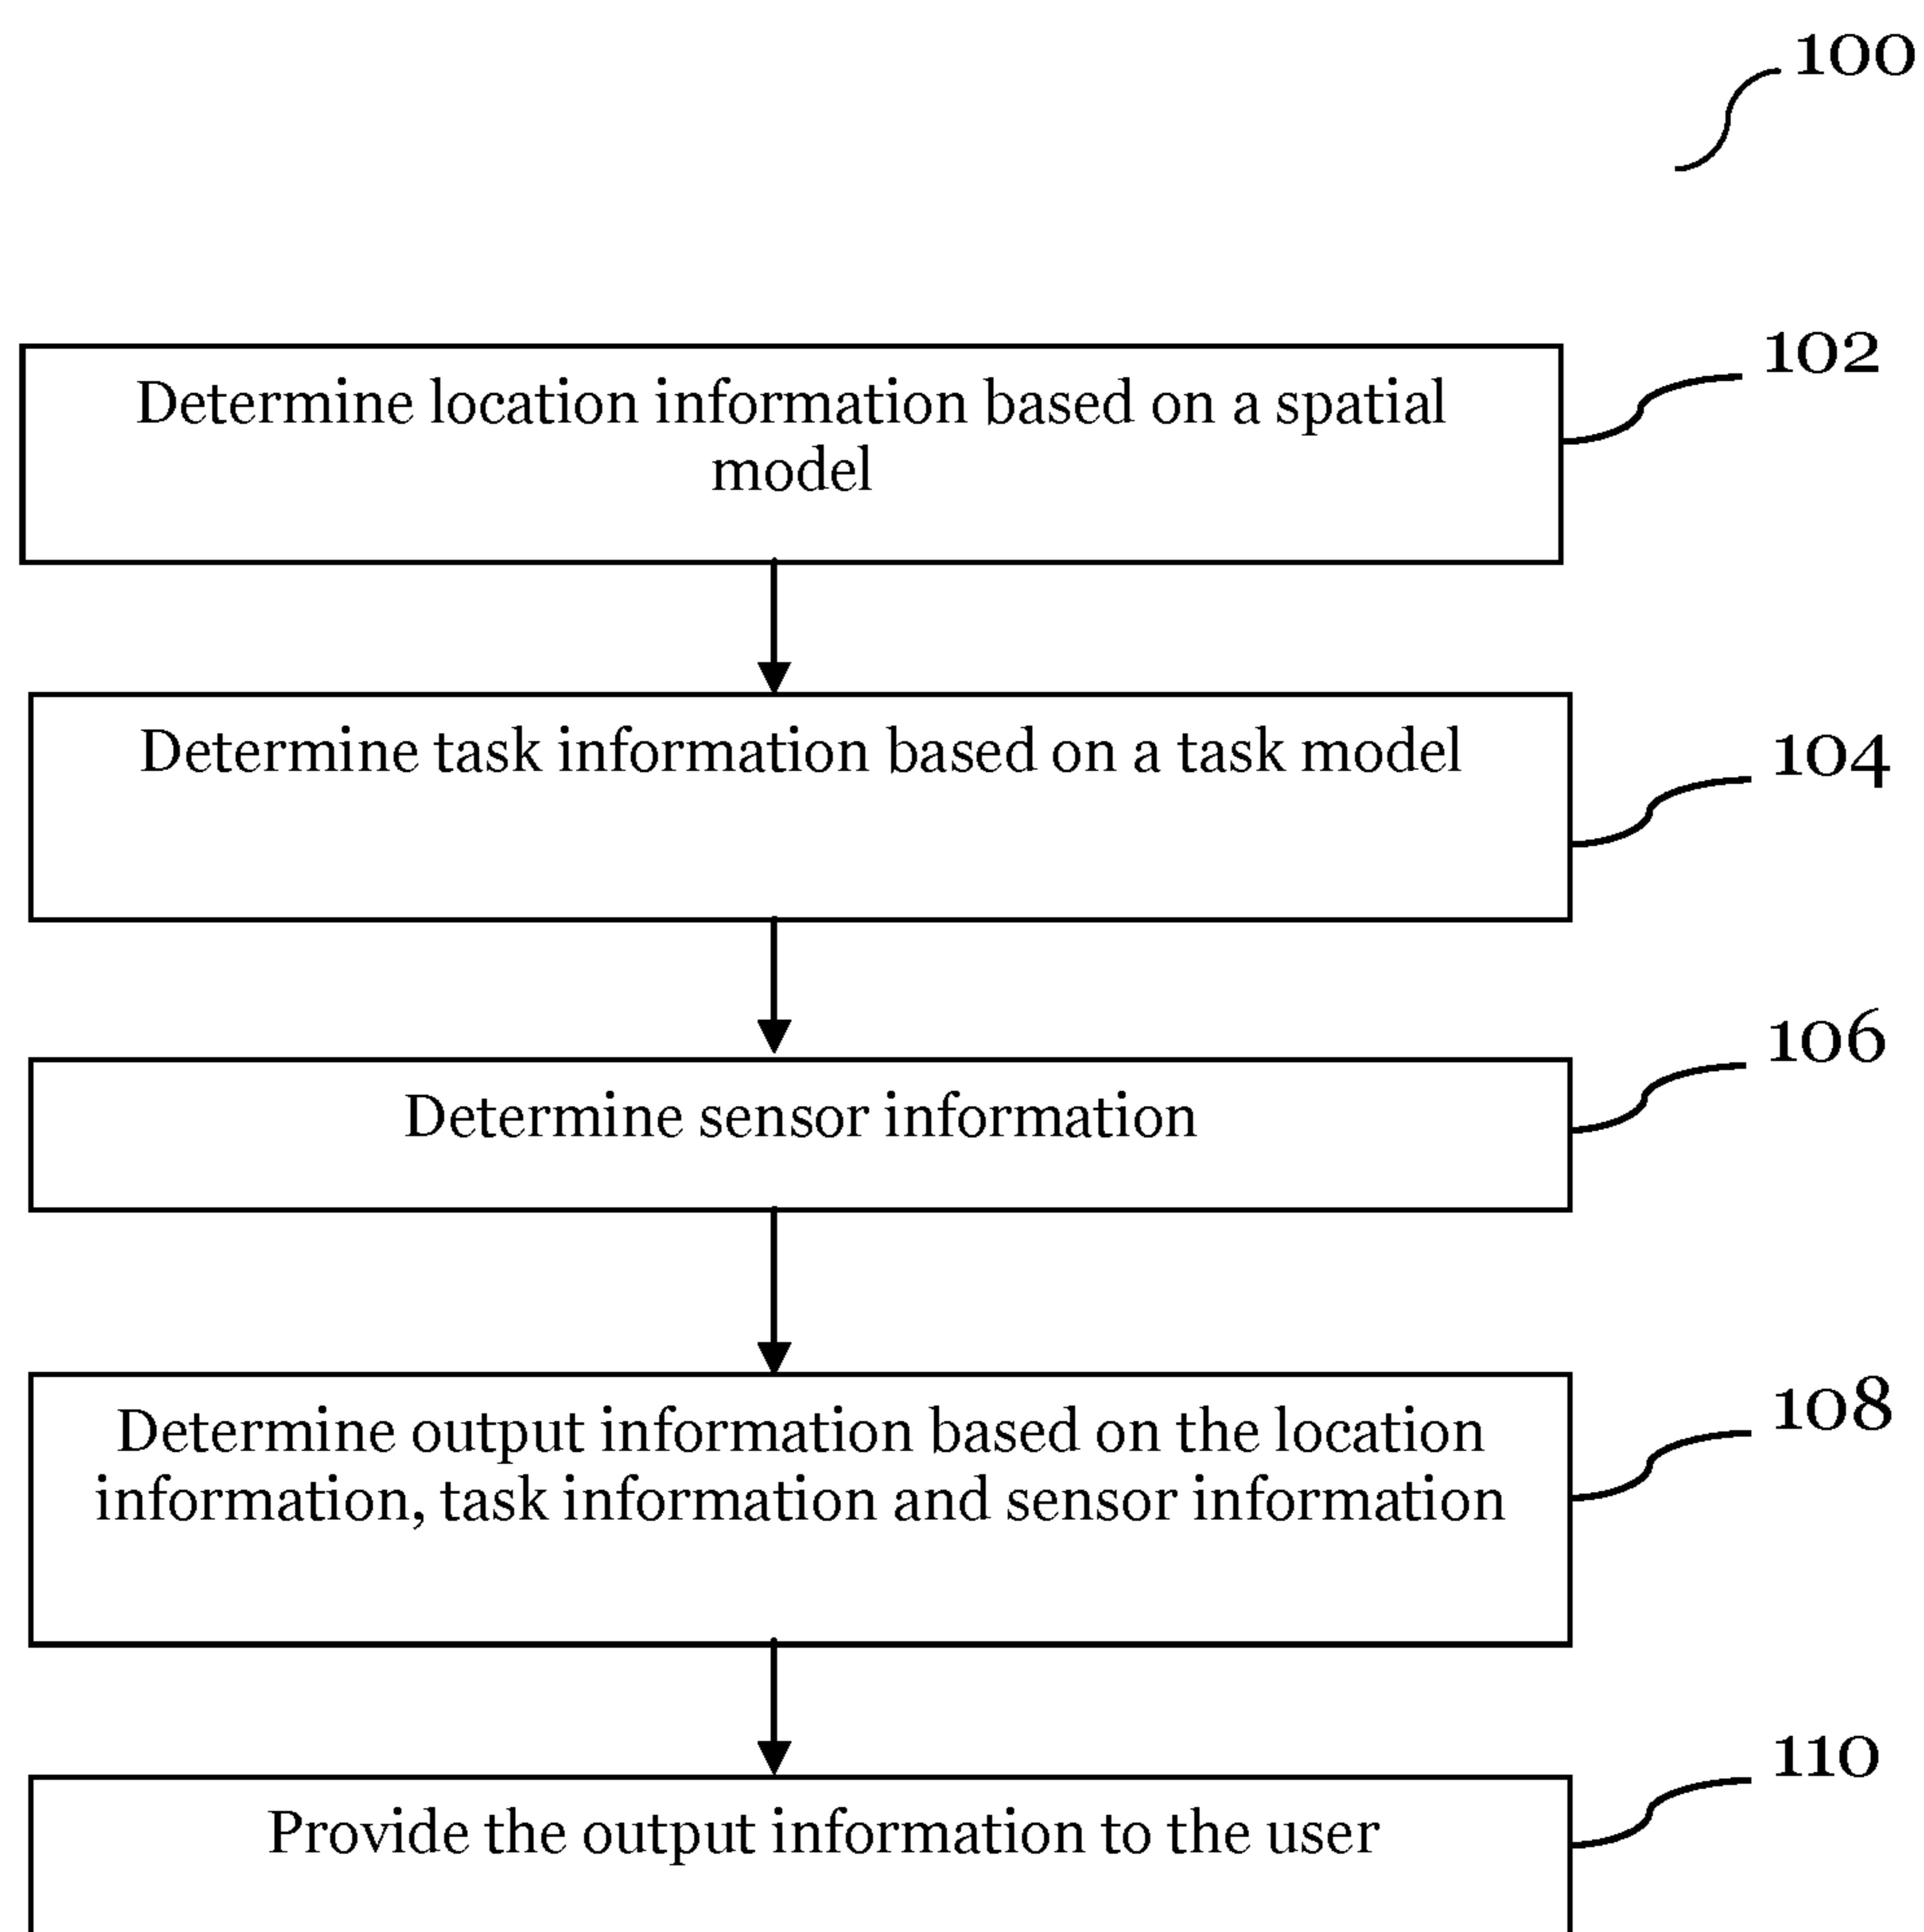 100
102
Determine location information based on a spatial
model
104
Determine task information based on a task model
106
Determine sensor information
108
Determine output information based on the location
information, task information and sensor information
110
Provide the output information to the user